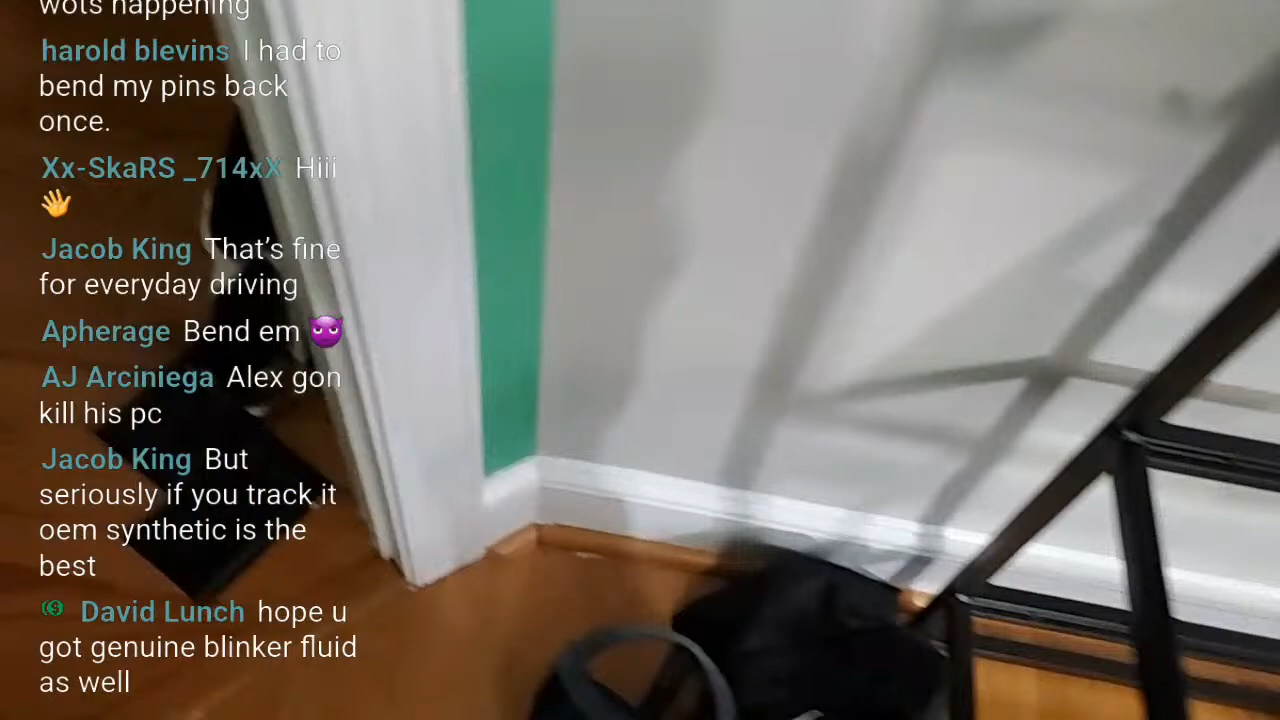 wots happening
harold blevins I had to
bend my pins back
once.
Xx-SkaRS _714xX Hiii
👋
Jacob King That’s fine
for everyday driving
Apherage Bend em 😈
AJ Arciniega Alex gon
kill his pc
Jacob King But
seriously if you track it
oem synthetic is the
best
David Lunch hope u
got genuine blinker fluid
as well